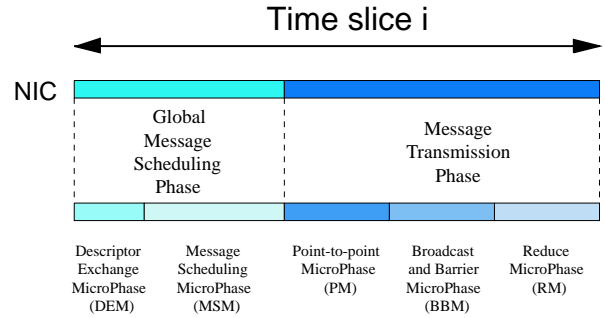 Time slice i
NIC
Global
Message
Scheduling
Phase
Message
Transmission
Phase
Descriptor
Exchange
MicroPhase
(DEM)
Message
Scheduling
MicroPhase
(MSM)
Point-to-point
MicroPhase
(PM)
Broadcast
and Barrier
MicroPhase
(BBM)
Reduce
MicroPhase
(RM)